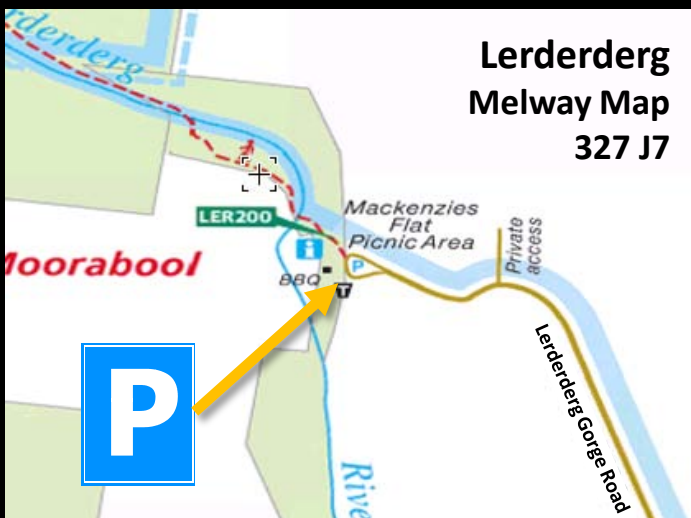 Lerderderg
Melway Map
327 J7
rderderg
LER200
i
Mackenzies
Flat
Picnic Area
Private
access
P
Moorabool
BBQ
T
P
Lerderderg Gorge Road
Rive